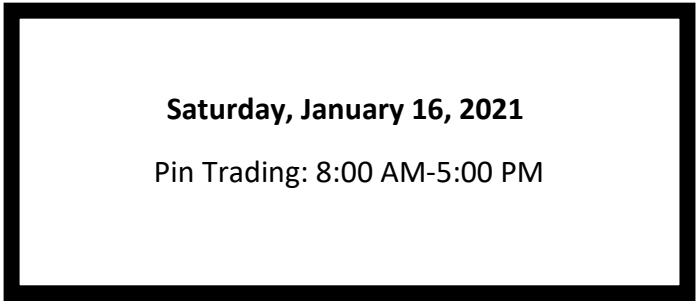 Saturday, January 16, 2021
Pin Trading: 8:00 AM-5:00 PM